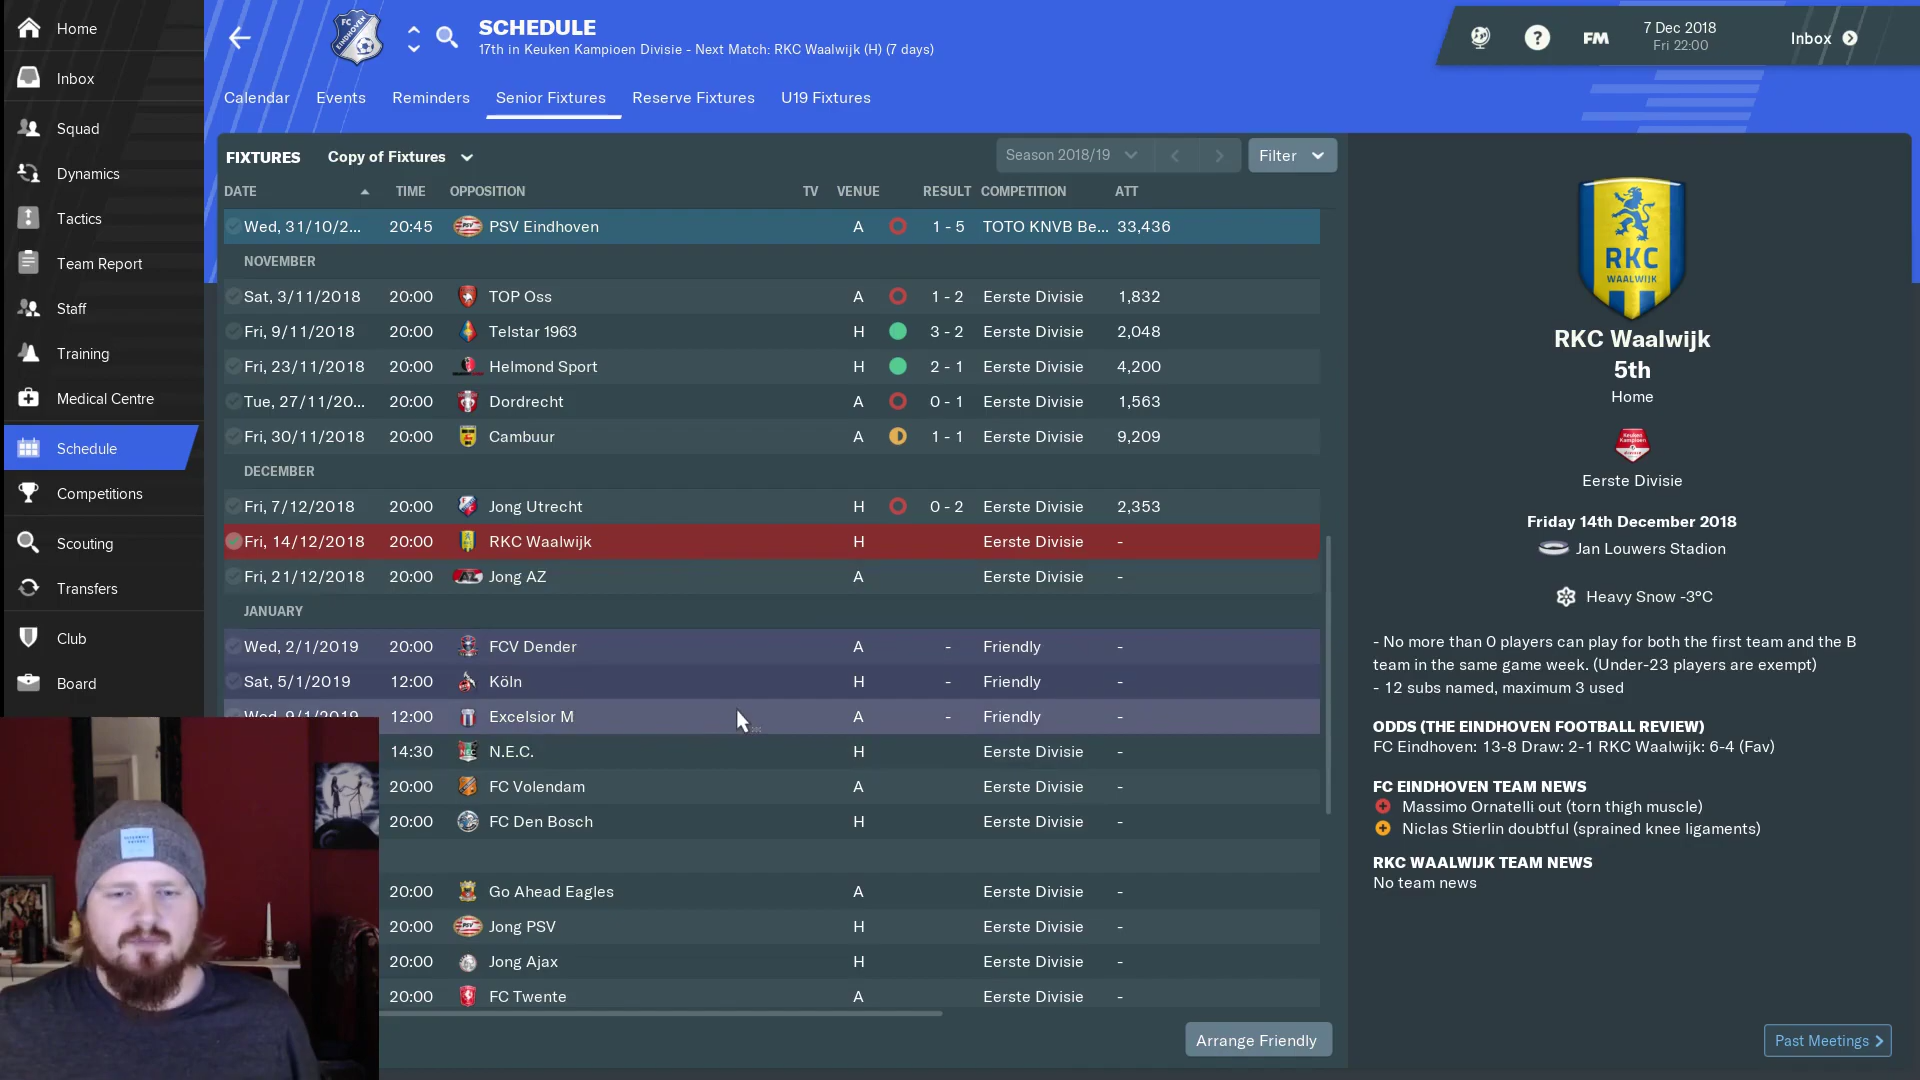 Home
Inbox
Squad
Dynamics
Tactics
Team Report
Staff
Training
Medical Centre
Schedule
Competitions
Scouting
Transfers
Club
Board
FC
EINDHOVEN
SCHEDULE
17th in Keuken Kampioen Divisie - Next Match: RKC Waalwijk (H) (7 days)
FM
7 Dec 2018
Fri 22:00
Inbox
Calendar Events Reminders Senior Fixtures Reserve Fixtures U19 Fixtures
FIXTURES Copy of Fixtures Season 2018/19 Filter
DATE TIME OPPOSITION TV VENUE RESULT COMPETITION ATT
Wed, 31/10/2... 20:45 PSV Eindhoven A 1 - 5 TOTO KNVB Be... 33,436
NOVEMBER
Sat, 3/11/2018 20:00 TOP Oss A 1 - 2 Eerste Divisie 1,832
Fri, 9/11/2018 20:00 Telstar 1963 H 3 - 2 Eerste Divisie 2,048
Fri, 23/11/2018 20:00 Helmond Sport H 2 - 1 Eerste Divisie 4,200
Tue, 27/11/20... 20:00 Dordrecht A 0 - 1 Eerste Divisie 1,563
Fri, 30/11/2018 20:00 Cambuur A 1 - 1 Eerste Divisie 9,209
DECEMBER
Fri, 7/12/2018 20:00 Jong Utrecht H 0 - 2 Eerste Divisie 2,353
Fri, 14/12/2018 20:00 RKC Waalwijk H Eerste Divisie -
Fri, 21/12/2018 20:00 Jong AZ A Eerste Divisie -
JANUARY
Wed, 2/1/2019 20:00 FCV Dender A - Friendly -
Sat, 5/1/2019 12:00 Köln H - Friendly -
Wed, 9/1/2019 12:00 Excelsior M A - Friendly -
14:30 N.E.C. H Eerste Divisie -
20:00 FC Volendam A Eerste Divisie -
20:00 FC Den Bosch H Eerste Divisie -
20:00 Go Ahead Eagles A Eerste Divisie -
20:00 Jong PSV H Eerste Divisie -
20:00 Jong Ajax H Eerste Divisie -
20:00 FC Twente A Eerste Divisie -
Arrange Friendly
RKC
WAALWIJK
RKC Waalwijk
5th
Home
Eerste Divisie
Friday 14th December 2018
Jan Louwers Stadion
Heavy Snow -3°C
- No more than 0 players can play for both the first team and the B
team in the same game week. (Under-23 players are exempt)
- 12 subs named, maximum 3 used
ODDS (THE EINDHOVEN FOOTBALL REVIEW)
FC Eindhoven: 13-8 Draw: 2-1 RKC Waalwijk: 6-4 (Fav)
FC EINDHOVEN TEAM NEWS
Massimo Ornatelli out (torn thigh muscle)
Niclas Stierlin doubtful (sprained knee ligaments)
RKC WAALWIJK TEAM NEWS
No team news
Past Meetings